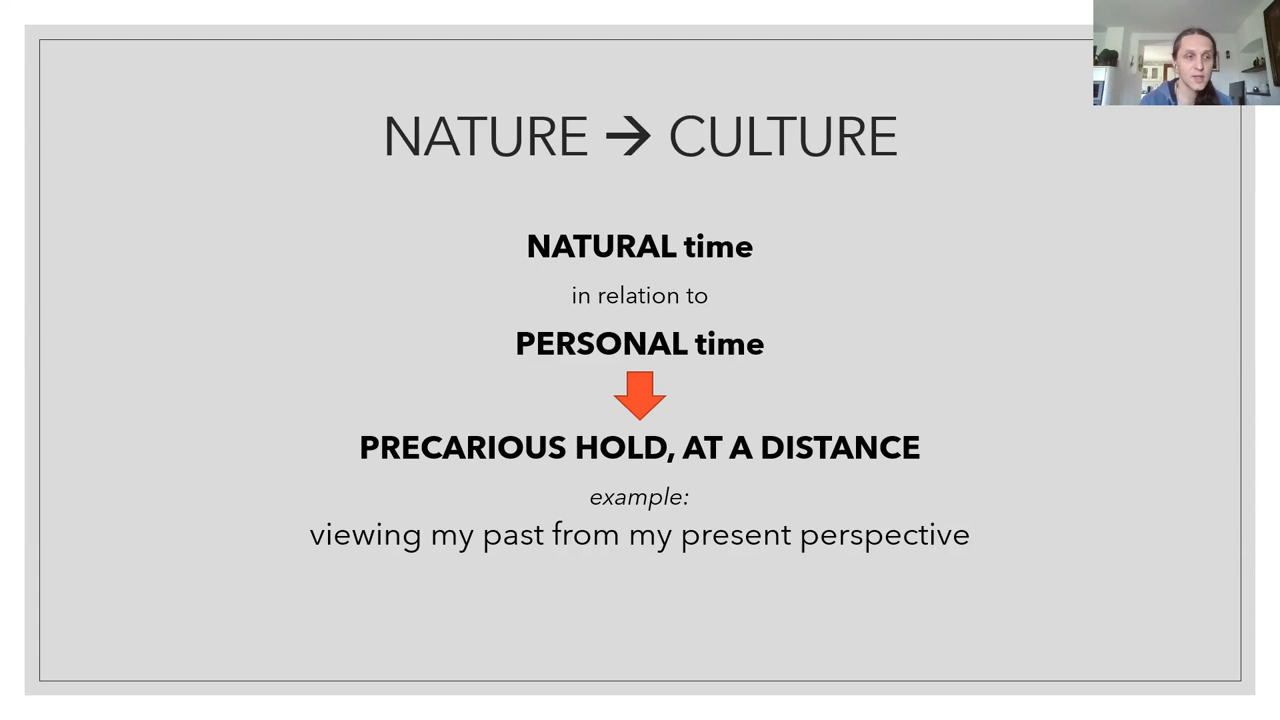 NATURE → CULTURE
NATURAL time
in relation to
PERSONAL time
PRECARIOUS HOLD, AT A DISTANCE
example:
viewing my past from my present perspective